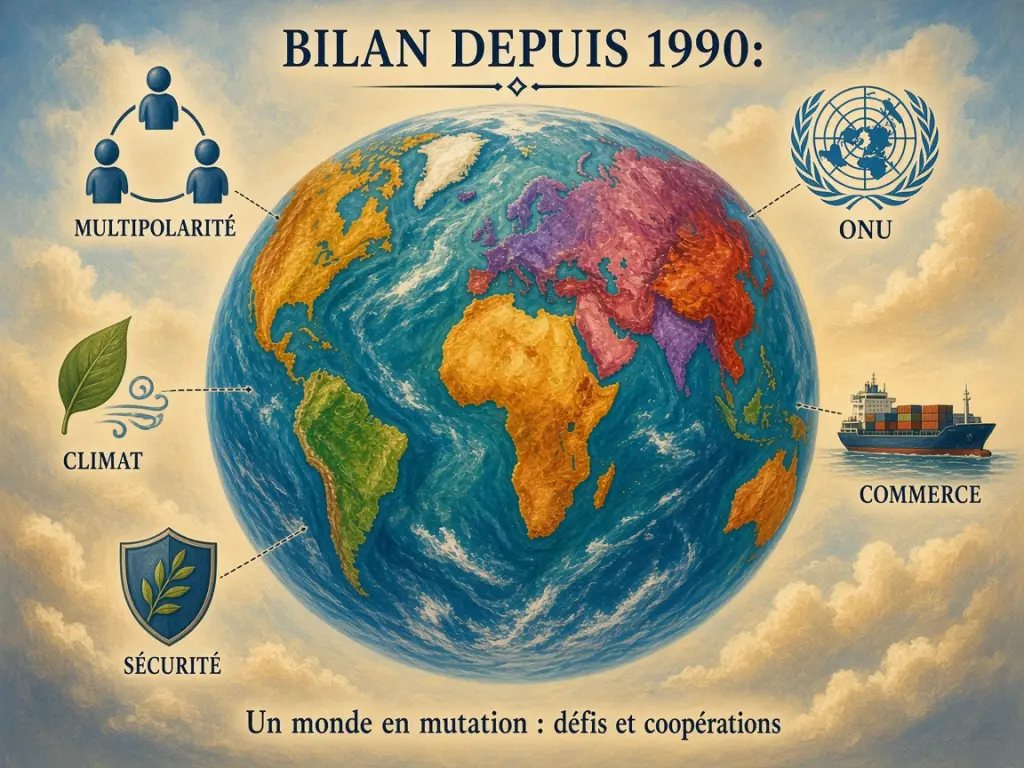 BILAN DEPUIS 1990:
MULTIPOLARITÉ
ONU
CLIMAT
COMMERCE
SÉCURITÉ
Un monde en mutation : défis et coopérations